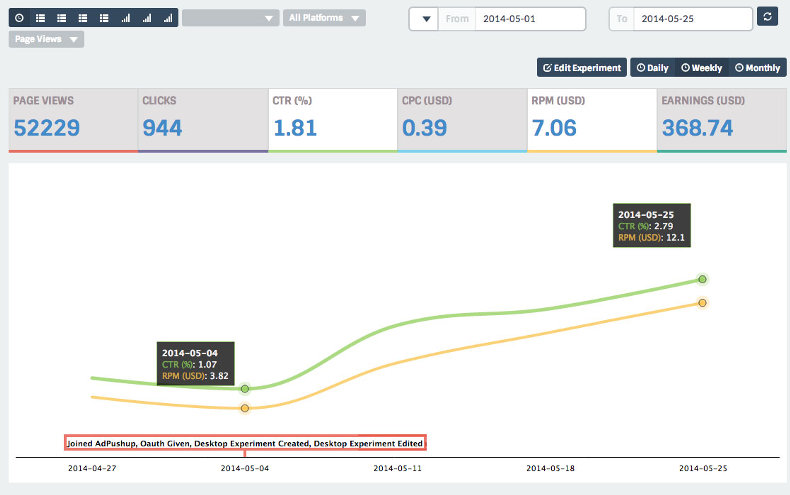 All Platforms
From 2014-05-01
To 2014-05-25
Page Views
Edit Experiment Daily Weekly Monthly
PAGE VIEWS CLICKS CTR (%) CPC (USD) RPM (USD) EARNINGS (USD)
52229 944 1.81 0.39 7.06 368.74
2014-05-25
CTR (%): 2.79
RPM (USD): 12.1
2014-05-04
CTR (%): 1.07
RPM (USD): 3.82
Joined AdPushup, Oauth Given, Desktop Experiment Created, Desktop Experiment Edited
2014-04-27 2014-05-04 2014-05-11 2014-05-18 2014-05-25